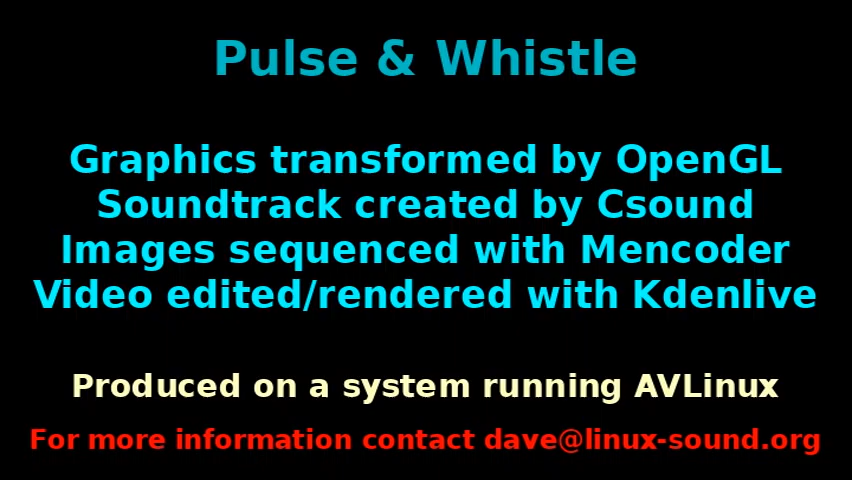 Pulse & Whistle
Graphics transformed by OpenGL
Soundtrack created by Csound
Images sequenced with Mencoder
Video edited/rendered with Kdenlive
Produced on a system running AVLinux
For more information contact dave@linux-sound.org